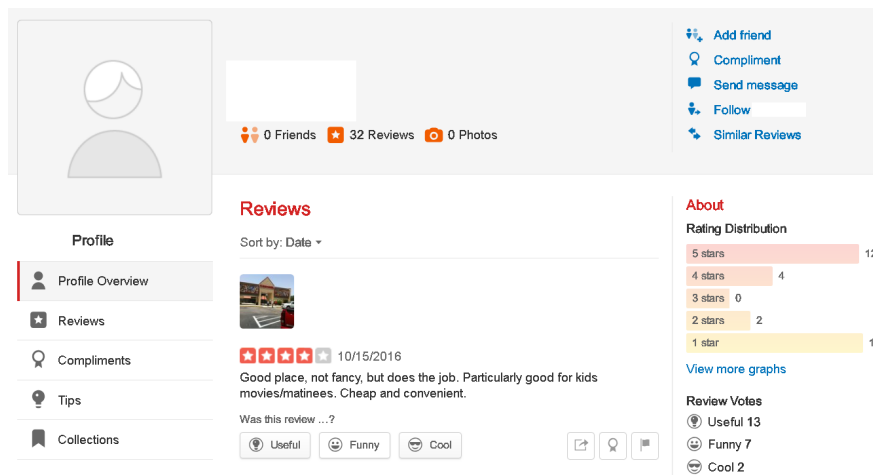 Add friend
Compliment
Send message
Follow
Similar Reviews
0 Friends 32 Reviews 0 Photos
Profile
Profile Overview
Reviews
Compliments
Tips
Collections
Reviews
Sort by: Date
10/15/2016
Good place, not fancy, but does the job. Particularly good for kids
movies/matinees. Cheap and convenient.
Was this review ...?
Useful Funny Cool
About
Rating Distribution
5 stars
4 stars 4
3 stars 0
2 stars 2
1 star
View more graphs
Review Votes
Useful 13
Funny 7
Cool 2